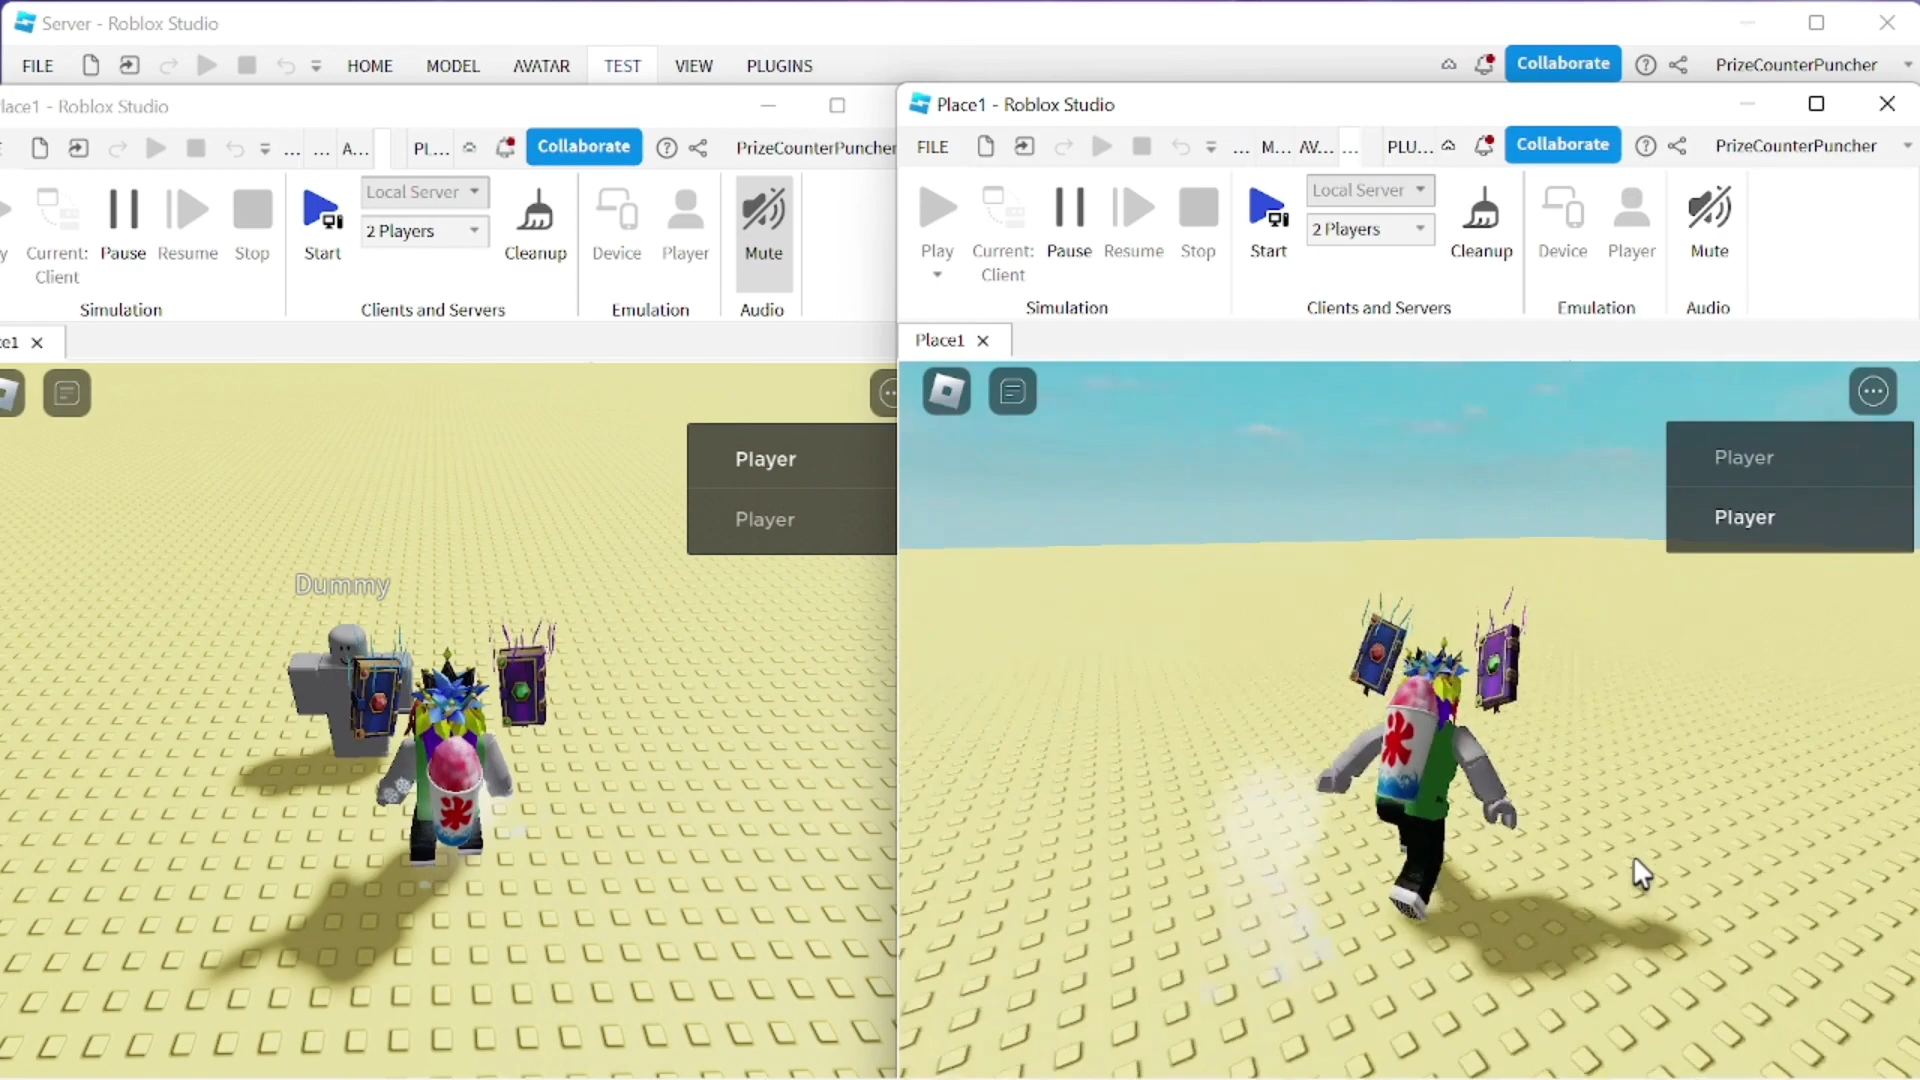 Server - Roblox Studio
FILE HOME MODEL AVATAR TEST VIEW PLUGINS Collaborate PrizeCounterPuncher
lace1 - Roblox Studio
... ... A... PL... Collaborate PrizeCounterPuncher
Local Server
2 Players
Current: Client Pause Resume Stop Start Cleanup Device Player Mute
Simulation Clients and Servers Emulation Audio
ce1
Player
Player
Dummy
氷
Place1 - Roblox Studio
FILE ... M... AV... ... PLU... Collaborate PrizeCounterPuncher
Local Server
2 Players
Play Current: Client Pause Resume Stop Start Cleanup Device Player Mute
Simulation Clients and Servers Emulation Audio
Place1
Player
Player
氷